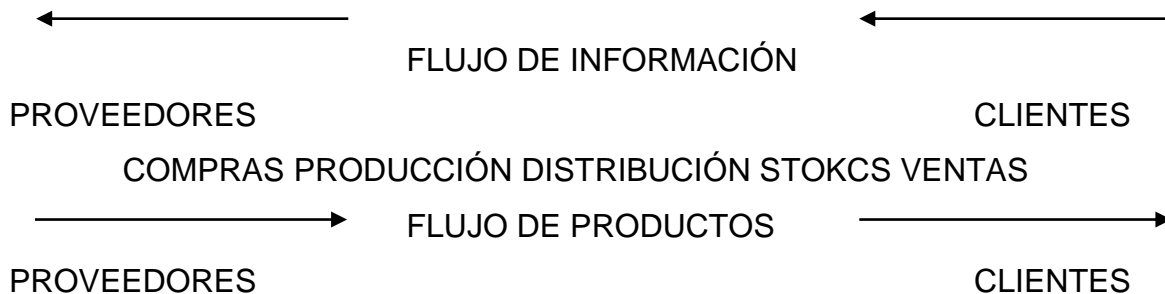 FLUJO DE INFORMACIÓN
PROVEEDORES CLIENTES
COMPRAS PRODUCCIÓN DISTRIBUCIÓN STOKCS VENTAS
FLUJO DE PRODUCTOS
PROVEEDORES CLIENTES